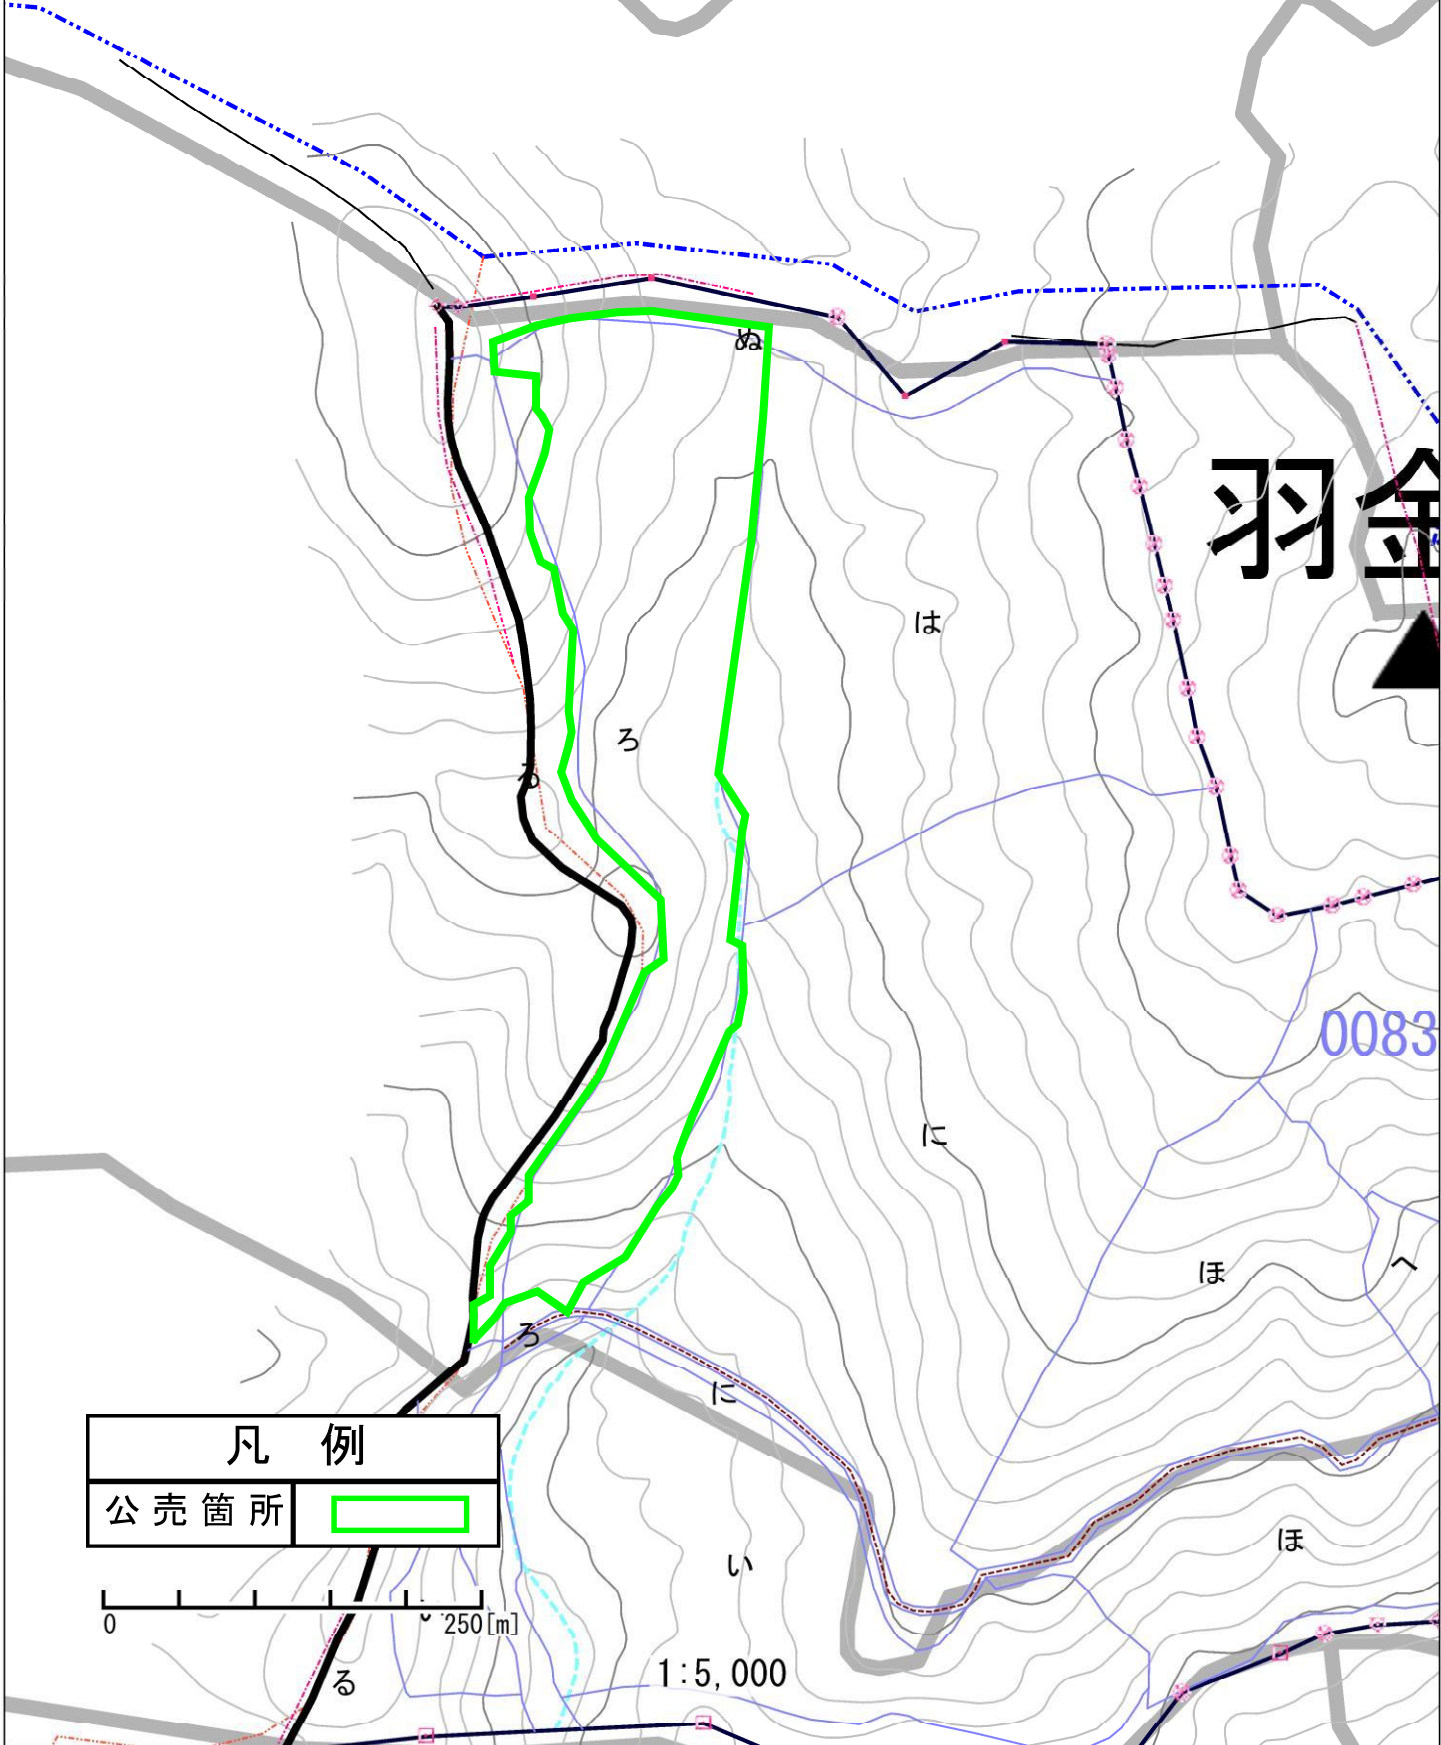 ぬ
羽金
は
ろ
る
0083
に
ほ
へ
ろ
に
凡 例
公売箇所
ほ
い
0
250[m]
1:5,000
る